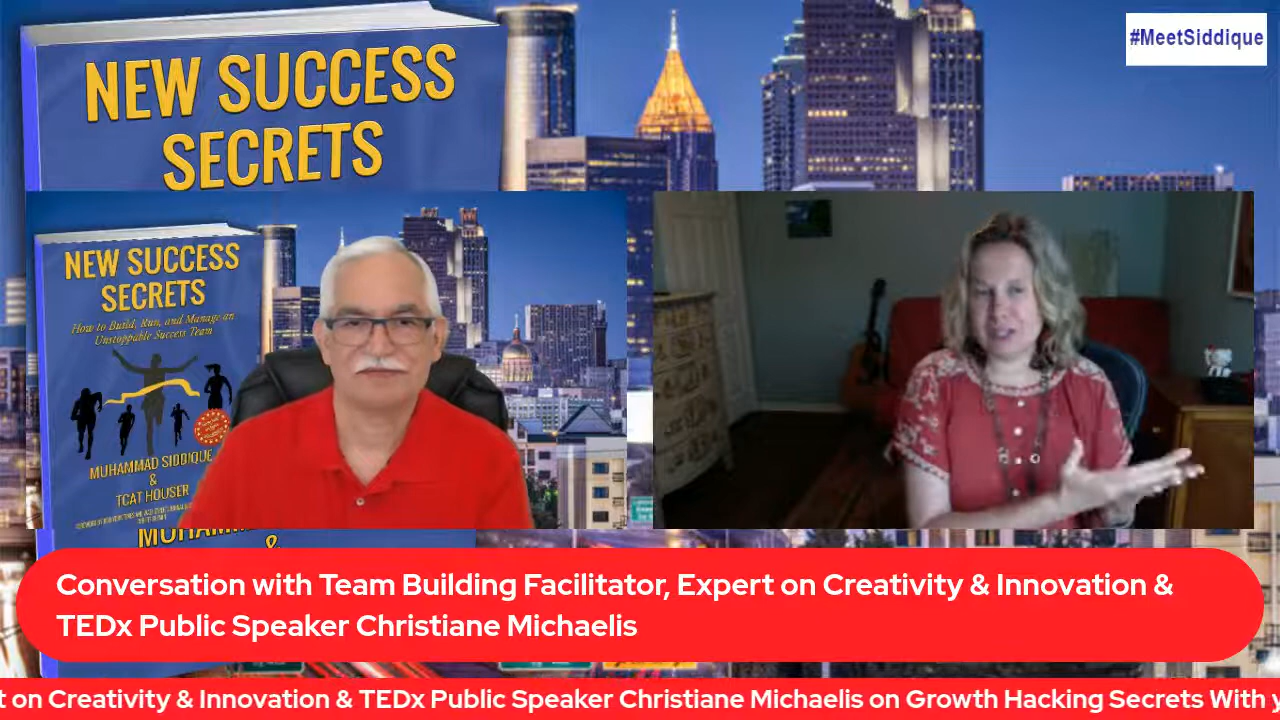 #MeetSiddique
NEW SUCCESS
SECRETS
NEW SUCCESS
SECRETS
How to Build, Run, and Manage an
Unstoppable Success Team
MUHAMMAD SIDDIQUE
&
TCAT HOUSER
&
Conversation with Team Building Facilitator, Expert on Creativity & Innovation &
TEDx Public Speaker Christiane Michaelis
t on Creativity & Innovation & TEDx Public Speaker Christiane Michaelis on Growth Hacking Secrets With y